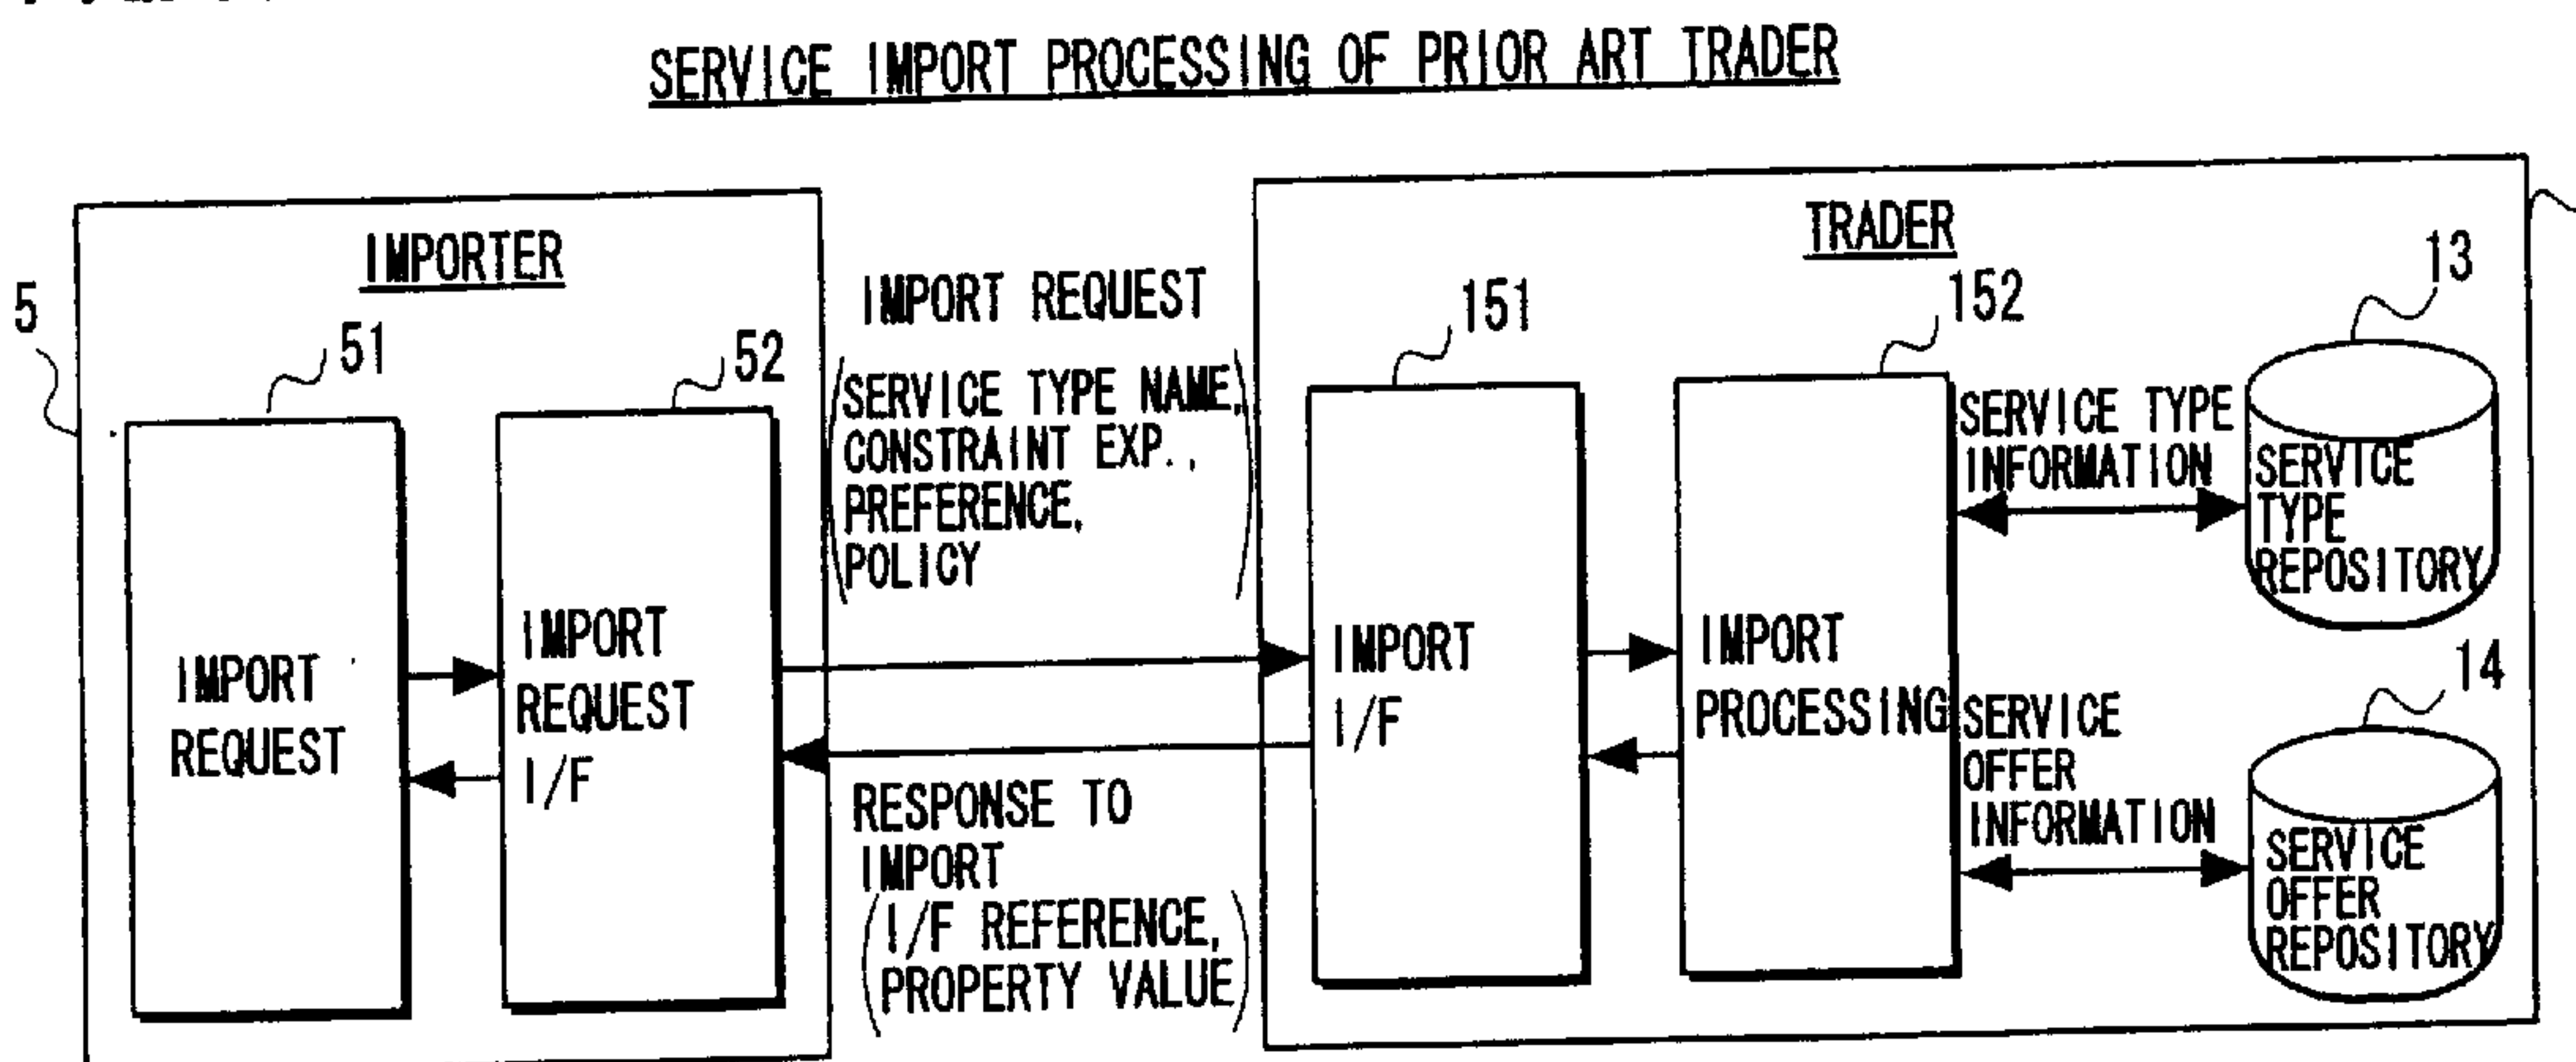 SERVICE IMPORT PROCESSING OF PRIOR ART TRADER
IMPORTER
TRADER
5
51
52
IMPORT REQUEST
(SERVICE TYPE NAME,
CONSTRAINT EXP.,
PREFERENCE,
POLICY)
151
152
13
SERVICE TYPE
INFORMATION
SERVICE
TYPE
REPOSITORY
IMPORT
REQUEST
IMPORT
REQUEST
I/F
IMPORT
I/F
IMPORT
PROCESSING
14
SERVICE
OFFER
INFORMATION
SERVICE
OFFER
REPOSITORY
RESPONSE TO
IMPORT
(I/F REFERENCE,
PROPERTY VALUE)